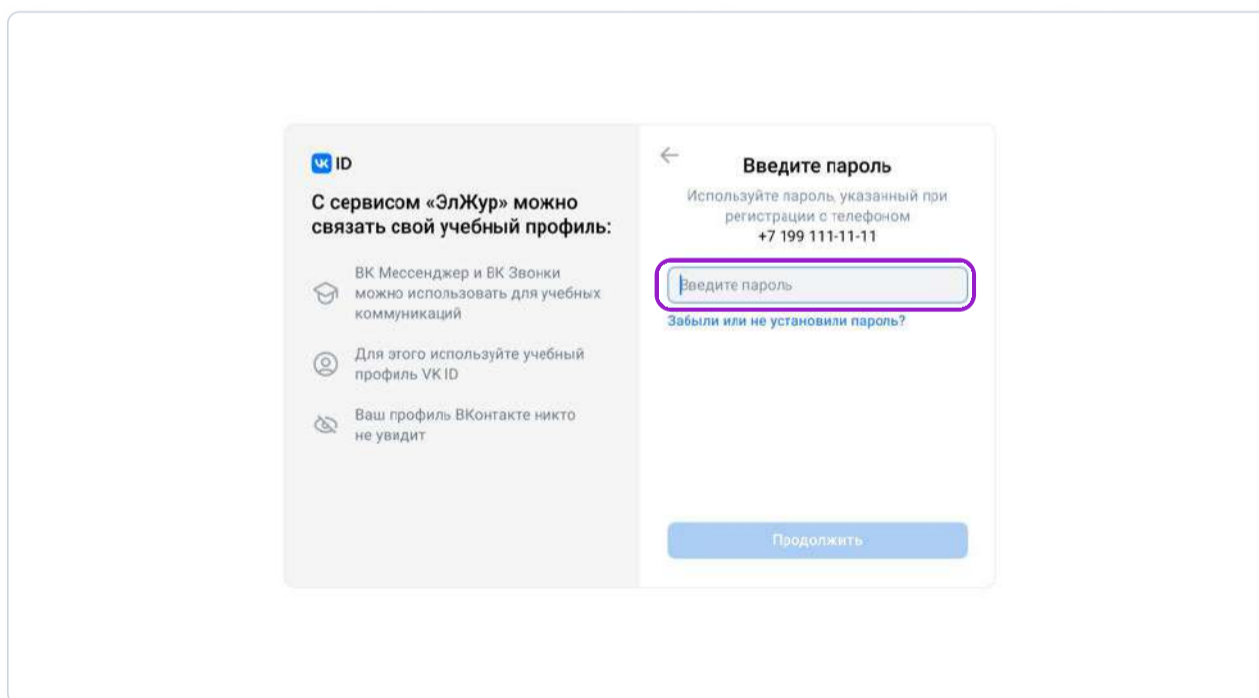 VK ID
С сервисом «ЭлЖур» можно
связать свой учебный профиль:
ВК Мессенджер и ВК Звонки
можно использовать для учебных
коммуникаций
Для этого используйте учебный
профиль VK ID
Ваш профиль ВКонтакте никто
не увидит
Введите пароль
Используйте пароль, указанный при
регистрации с телефоном
+7 199 111-11-11
Введите пароль
Забыли или не установили пароль?
Продолжить